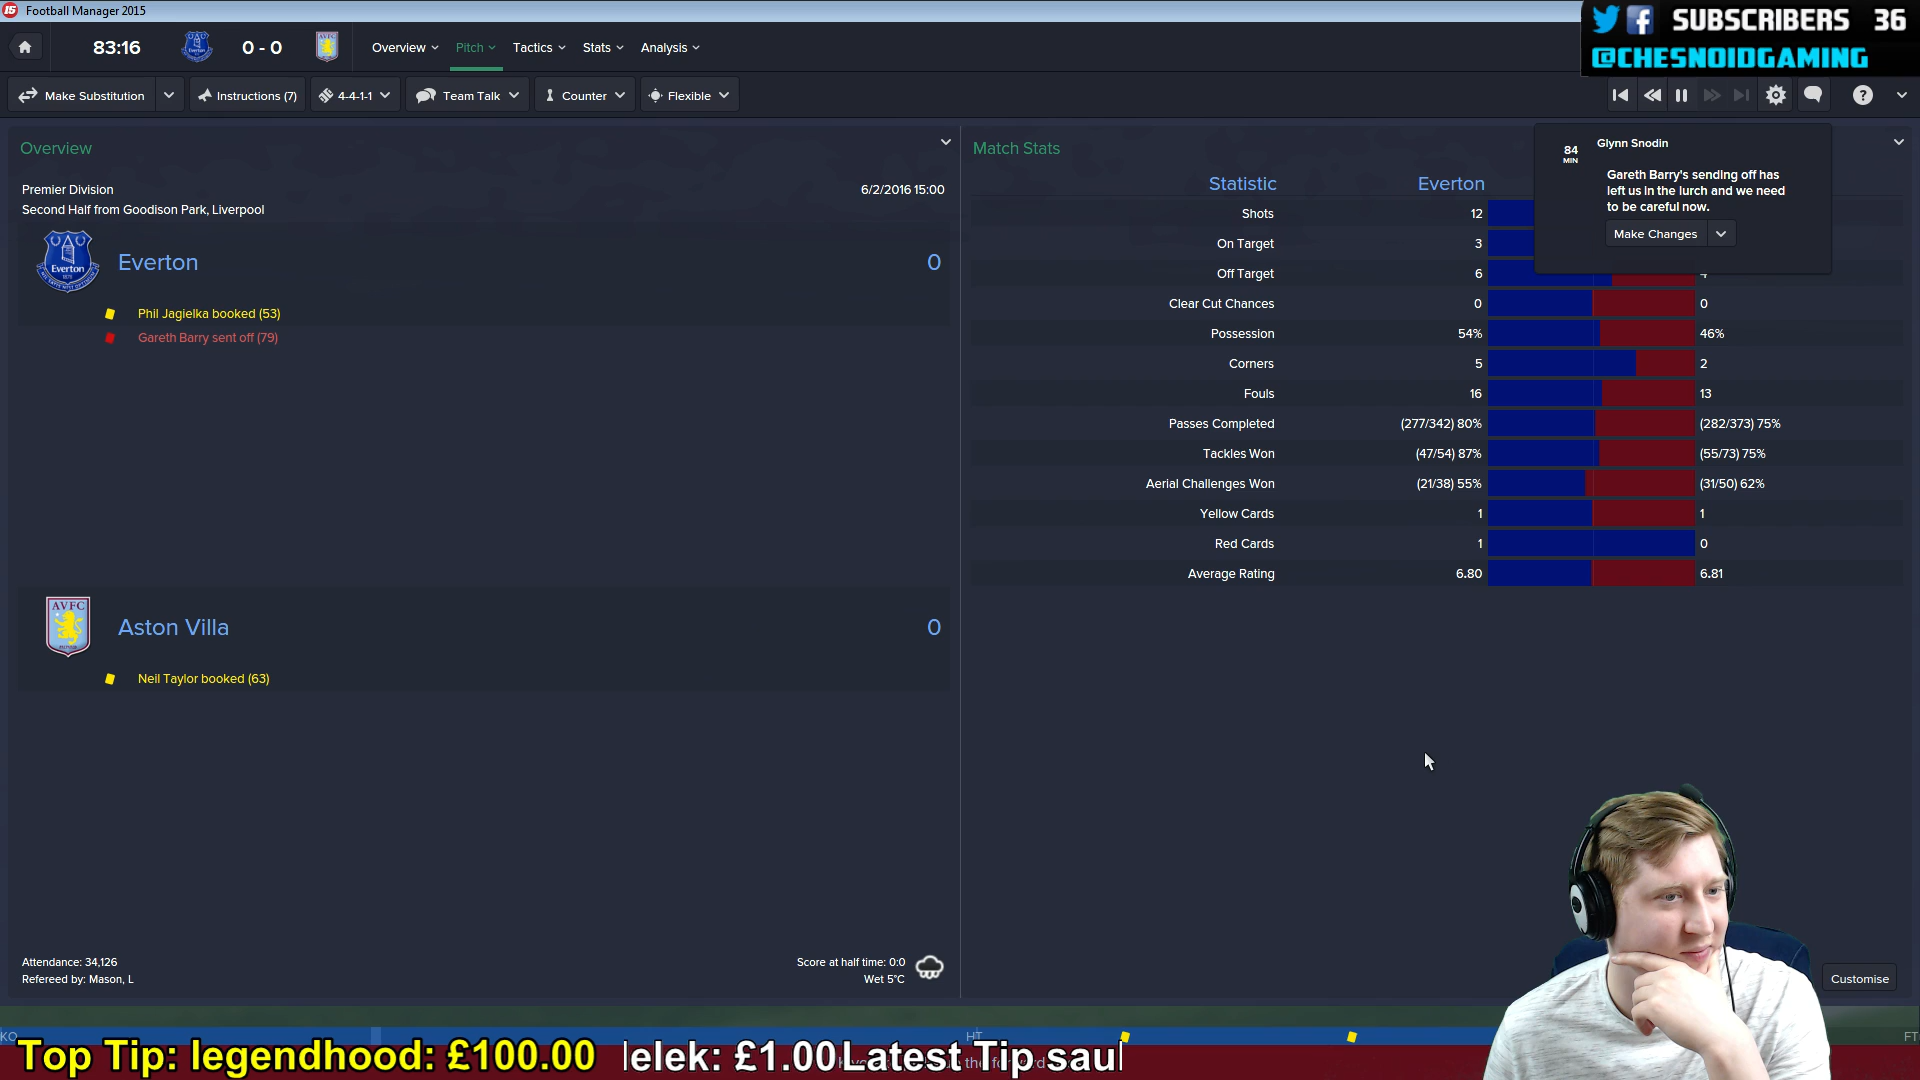 Football Manager 2015
SUBSCRIBERS 36
@CHESNOIDGAMING
83:16 0 - 0 Overview Pitch Tactics Stats Analysis
Make Substitution Instructions (7) 4-4-1-1 Team Talk Counter Flexible
Overview
Premier Division 6/2/2016 15:00
Second Half from Goodison Park, Liverpool
Everton
Everton 0
Phil Jagielka booked (53)
Gareth Barry sent off (79)
AVFC
Aston Villa 0
Neil Taylor booked (63)
Attendance: 34,126 Score at half time: 0:0
Refereed by: Mason, L Wet 5°C
Match Stats
Statistic Everton
Shots 12
On Target 3
Off Target 6 4
Clear Cut Chances 0 0
Possession 54% 46%
Corners 5 2
Fouls 16 13
Passes Completed (277/342) 80% (282/373) 75%
Tackles Won (47/54) 87% (55/73) 75%
Aerial Challenges Won (21/38) 55% (31/50) 62%
Yellow Cards 1 1
Red Cards 1 0
Average Rating 6.80 6.81
84 MIN Glynn Snodin
Gareth Barry's sending off has
left us in the lurch and we need
to be careful now.
Make Changes
Customise
KO HT FT
Top Tip: legendhood: £100.00 lelek: £1.00 Latest Tip saul